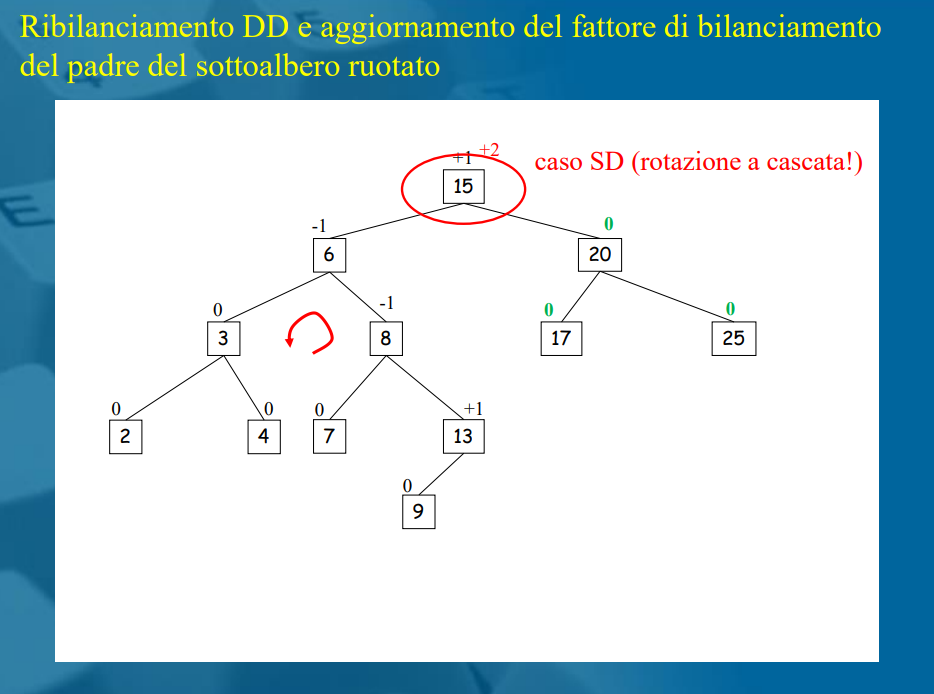 Ribilanciamento DD e aggiornamento del fattore di bilanciamento
del padre del sottoalbero ruotato
+1 +2
caso SD (rotazione a cascata!)
15
-1 0
6 20
0 -1 0 0
3 8 17 25
0 0 0 +1
2 4 7 13
0
9